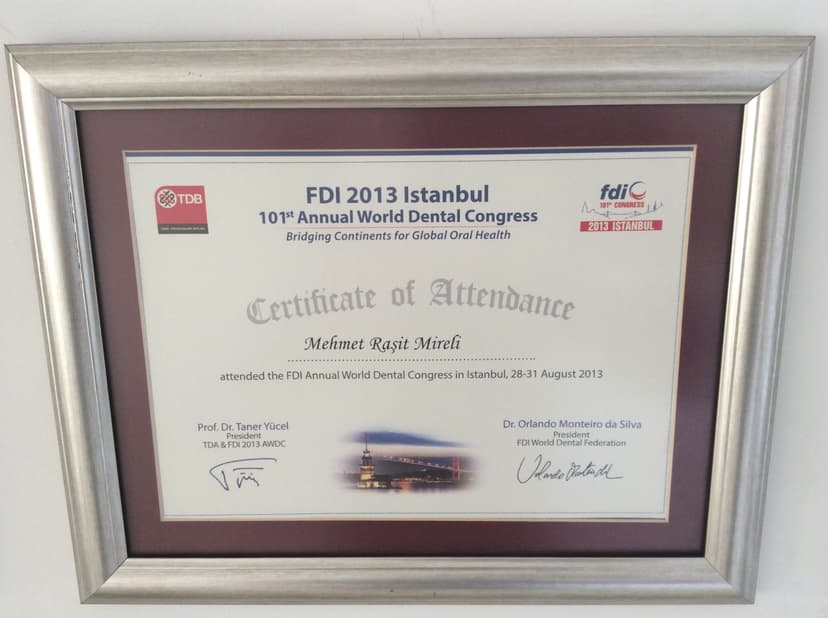 TDB
FDI 2013 Istanbul
101st Annual World Dental Congress
Bridging Continents for Global Oral Health
fdi
101st CONGRESS
2013 ISTANBUL
Certificate of Attendance
Mehmet Raşit Mireli
attended the FDI Annual World Dental Congress in Istanbul, 28-31 August 2013
Prof. Dr. Taner Yücel
President
TDA & FDI 2013 AWDC
Dr. Orlando Monteiro da Silva
President
FDI World Dental Federation